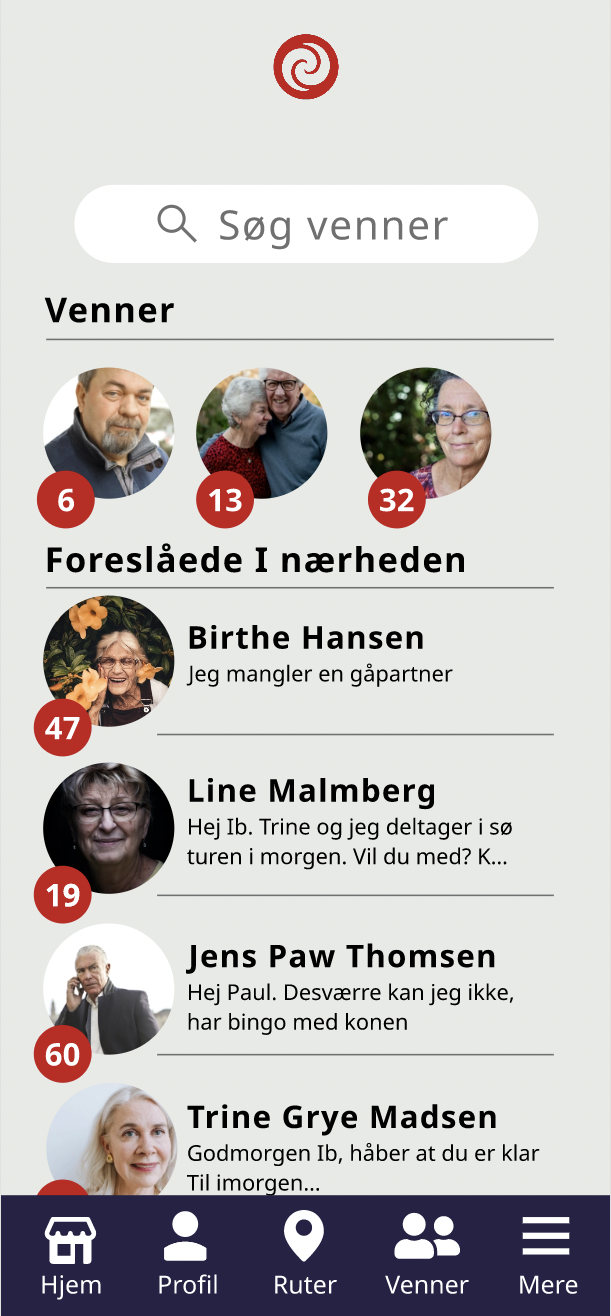 Søg venner
Venner
6
13
32
Foreslåede I nærheden
Birthe Hansen
Jeg mangler en gåpartner
47
Line Malmberg
Hej Ib. Trine og jeg deltager i sø
turen i morgen. Vil du med? K...
19
Jens Paw Thomsen
Hej Paul. Desværre kan jeg ikke,
har bingo med konen
60
Trine Grye Madsen
Godmorgen Ib, håber at du er klar
Til imorgen...
Hjem
Profil
Ruter
Venner
Mere